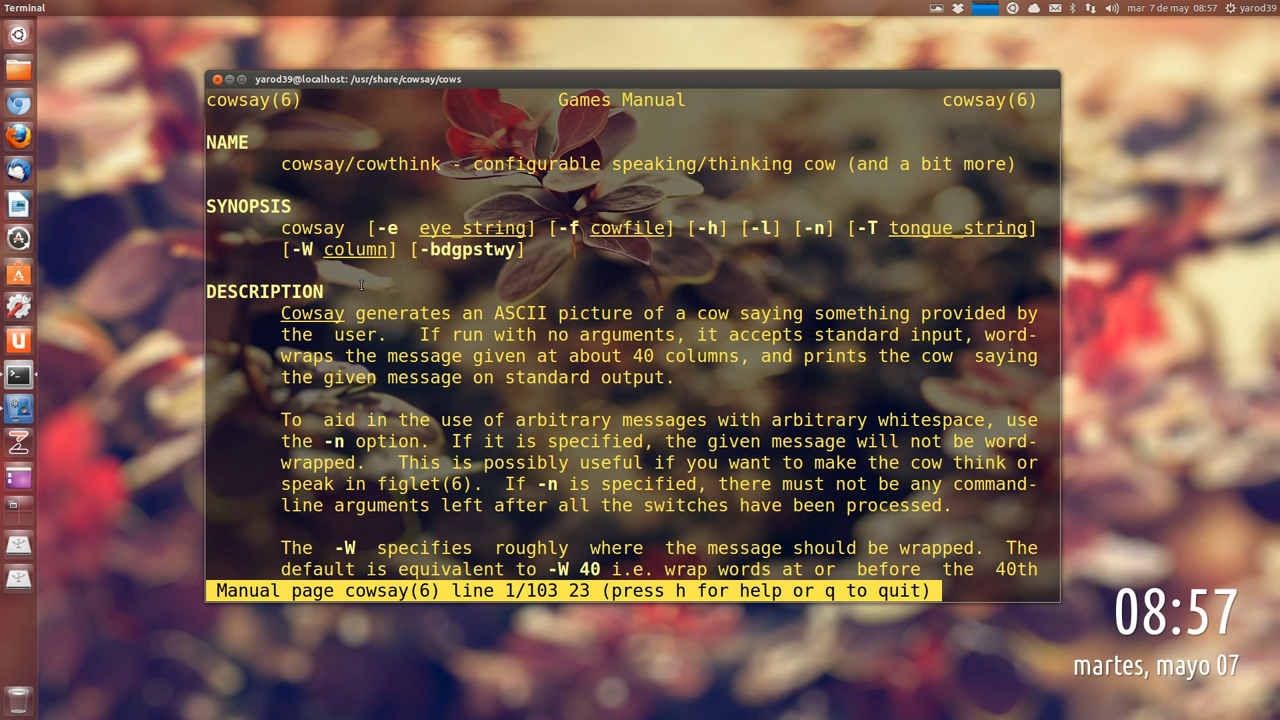 Terminal
mar 7 de may 08:57 yarod39
yarod39@localhost: /usr/share/cowsay/cows
cowsay(6) Games Manual cowsay(6)
NAME
cowsay/cowthink - configurable speaking/thinking cow (and a bit more)
SYNOPSIS
cowsay [-e eye_string] [-f cowfile] [-h] [-l] [-n] [-T tongue_string]
[-W column] [-bdgpstwy]
DESCRIPTION
Cowsay generates an ASCII picture of a cow saying something provided by
the user. If run with no arguments, it accepts standard input, word-
wraps the message given at about 40 columns, and prints the cow saying
the given message on standard output.
To aid in the use of arbitrary messages with arbitrary whitespace, use
the -n option. If it is specified, the given message will not be word-
wrapped. This is possibly useful if you want to make the cow think or
speak in figlet(6). If -n is specified, there must not be any command-
line arguments left after all the switches have been processed.
The -W specifies roughly where the message should be wrapped. The
default is equivalent to -W 40 i.e. wrap words at or before the 40th
Manual page cowsay(6) line 1/103 23 (press h for help or q to quit)
08:57
martes, mayo 07